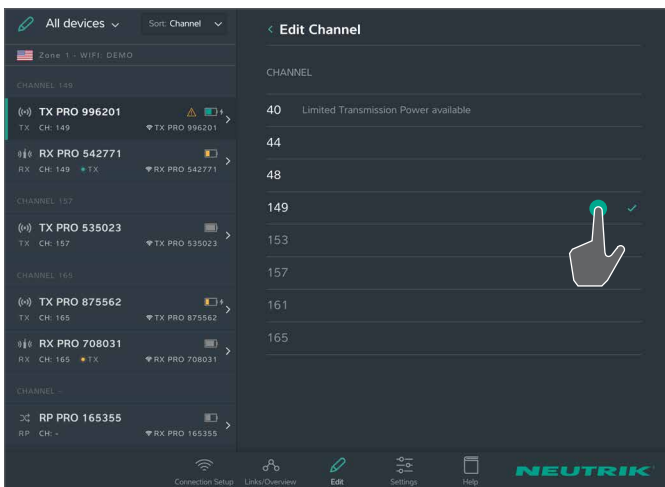 All devices
Sort: Channel
Zone 1 - WIFI: DEMO
CHANNEL 149
TX PRO 996201
TX CH: 149 TX PRO 996201
RX PRO 542771
RX CH: 149 TX RX PRO 542771
CHANNEL 157
TX PRO 535023
TX CH: 157 TX PRO 535023
CHANNEL 165
TX PRO 875562
TX CH: 165 TX PRO 875562
RX PRO 708031
RX CH: 165 TX RX PRO 708031
CHANNEL -
RP PRO 165355
RP CH: - RX PRO 165355
Edit Channel
CHANNEL
40 Limited Transmission Power available
44
48
149
153
157
161
165
Connection Setup
Links/Overview
Edit
Settings
Help
NEUTRIK